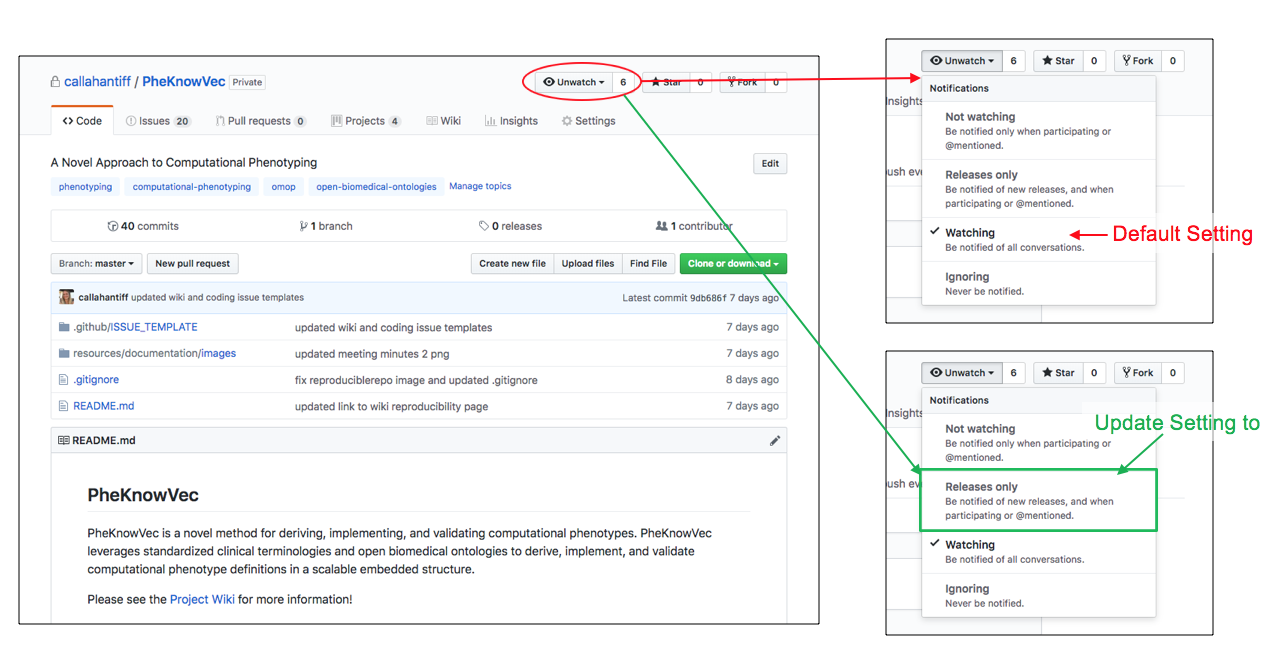 callahantiff / PheKnowVec Private
Unwatch 6 Star 0 Fork 0
Code Issues 20 Pull requests 0 Projects 4 Wiki Insights Settings
A Novel Approach to Computational Phenotyping
Edit
phenotyping computational-phenotyping omop open-biomedical-ontologies Manage topics
40 commits 1 branch 0 releases 1 contributor
Branch: master New pull request Create new file Upload files Find File Clone or download
callahantiff updated wiki and coding issue templates Latest commit 9db686f 7 days ago
.github/ISSUE_TEMPLATE updated wiki and coding issue templates 7 days ago
resources/documentation/images updated meeting minutes 2 png 7 days ago
.gitignore fix reproduciblerepo image and updated .gitignore 8 days ago
README.md updated link to wiki reproducibility page 7 days ago
README.md
PheKnowVec
PheKnowVec is a novel method for deriving, implementing, and validating computational phenotypes. PheKnowVec
leverages standardized clinical terminologies and open biomedical ontologies to derive, implement, and validate
computational phenotype definitions in a scalable embedded structure.
Please see the Project Wiki for more information!
Unwatch 6 Star 0 Fork 0
Notifications
Insights
Not watching
Be notified only when participating or
@mentioned.
Releases only
ush eve
Be notified of new releases, and when
participating or @mentioned.
Watching
Be notified of all conversations.
Default Setting
Ignoring
Never be notified.
Unwatch 6 Star 0 Fork 0
Notifications
Insights
Update Setting to
Not watching
Be notified only when participating or
@mentioned.
Releases only
ush eve
Be notified of new releases, and when
participating or @mentioned.
Watching
Be notified of all conversations.
Ignoring
Never be notified.